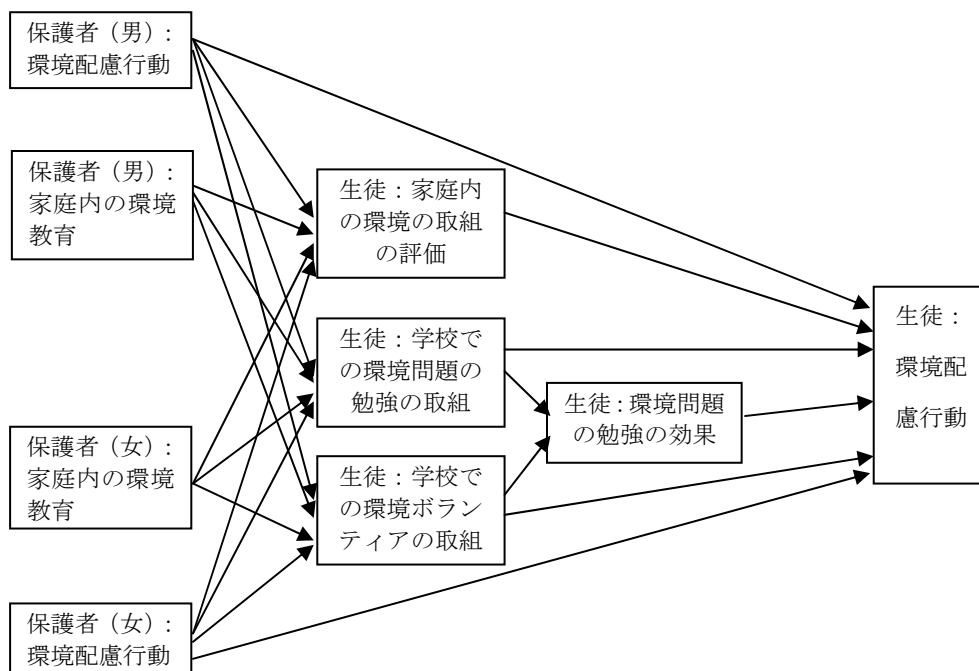 保護者（男）：
環境配慮行動
保護者（男）：
家庭内の環境
教育
生徒：家庭内
の環境の取組
の評価
生徒：学校で
の環境問題の
勉強の取組
生徒：環境問題
の勉強の効果
生徒：
環境配
慮行動
保護者（女）：
家庭内の環境
教育
生徒：学校で
の環境ボラン
ティアの取組
保護者（女）：
環境配慮行動